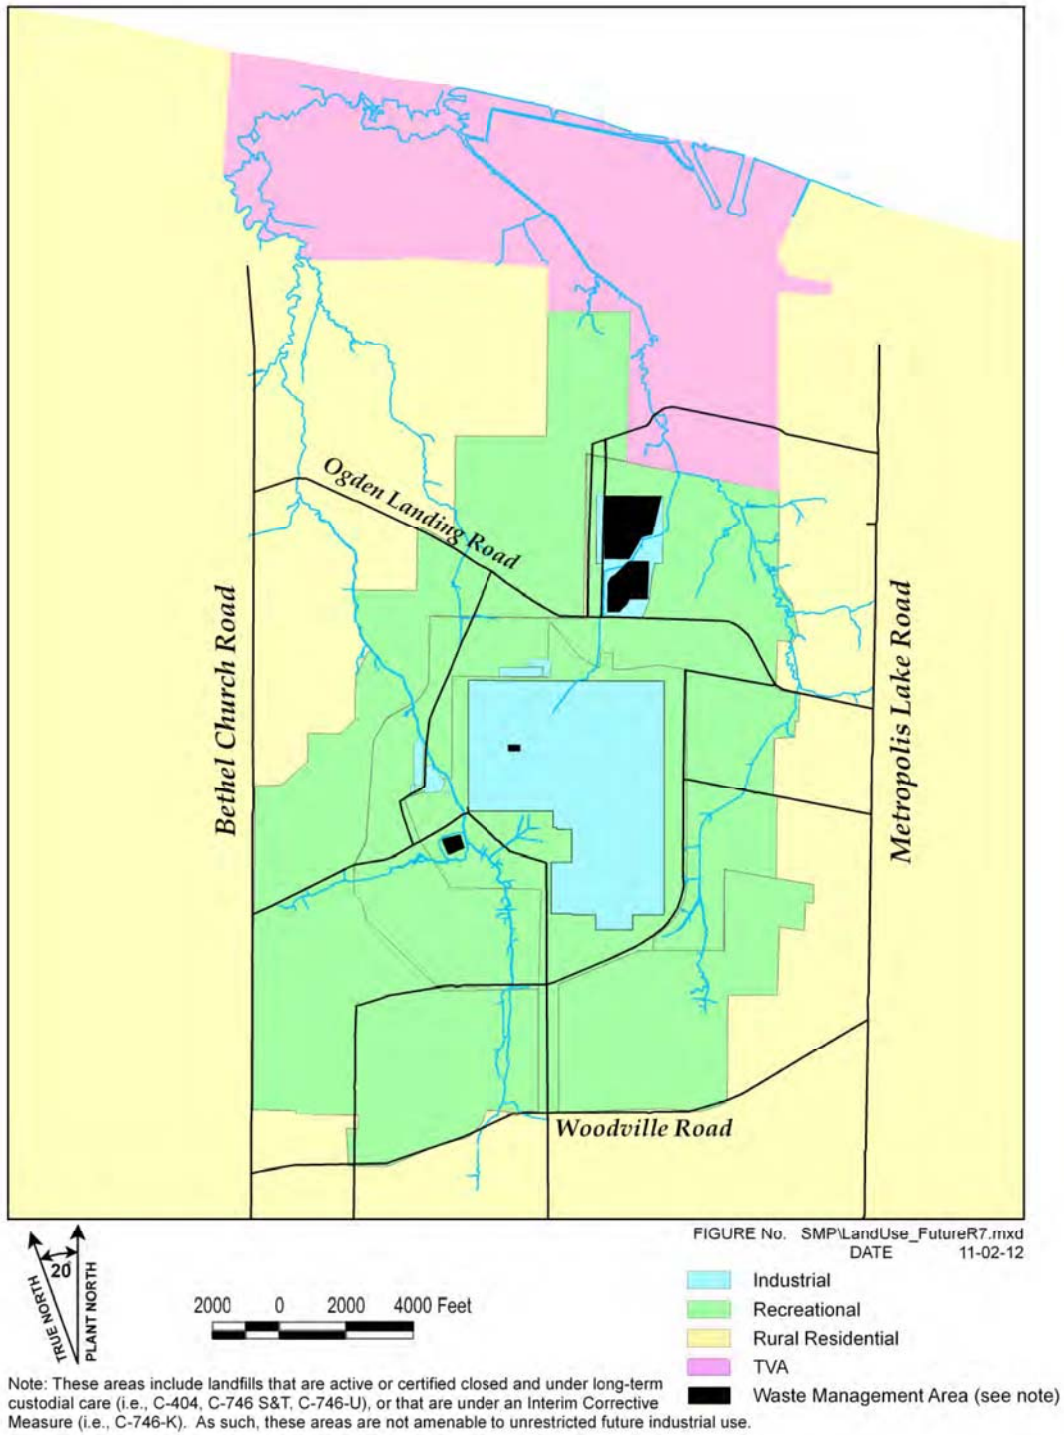 Ogden Landing Road
Bethel Church Road
Metropolis Lake Road
Woodville Road
FIGURE No. SMP\LandUse_FutureR7.mxd
DATE 11-02-12
TRUE NORTH
20
PLANT NORTH
2000 0 2000 4000 Feet
Industrial
Recreational
Rural Residential
TVA
Waste Management Area (see note)
Note: These areas include landfills that are active or certified closed and under long-term
custodial care (i.e., C-404, C-746 S&T, C-746-U), or that are under an Interim Corrective
Measure (i.e., C-746-K). As such, these areas are not amenable to unrestricted future industrial use.